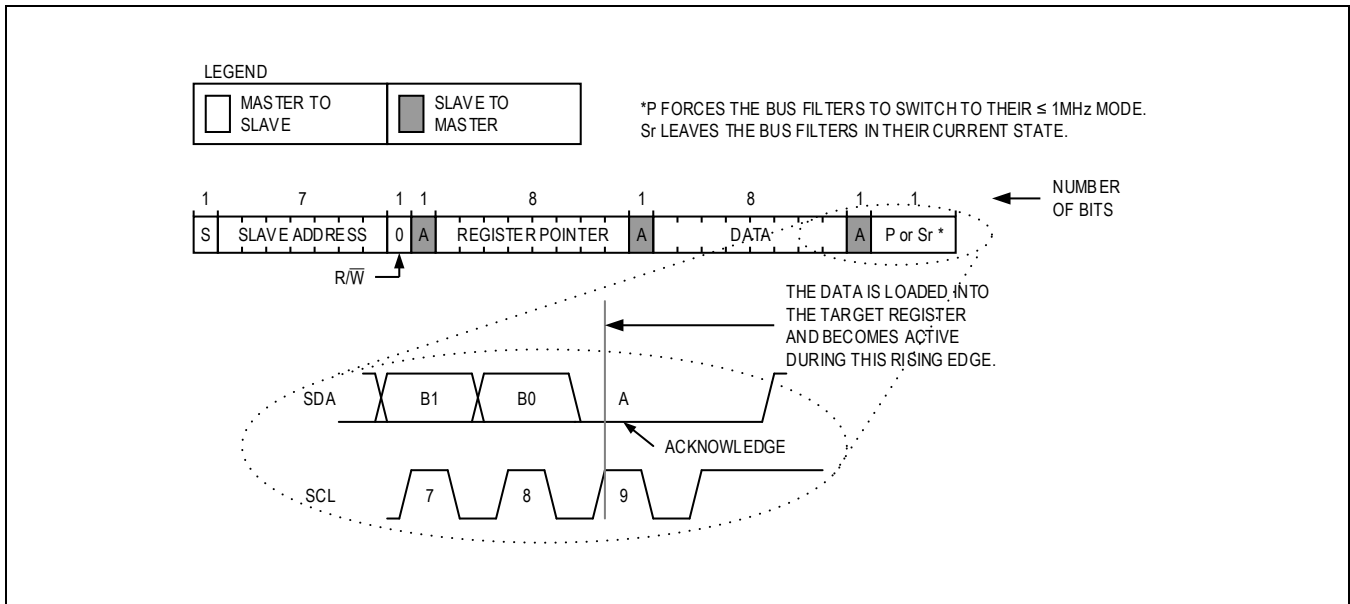 LEGEND
MASTER TO
SLAVE
SLAVE TO
MASTER
*P FORCES THE BUS FILTERS TO SWITCH TO THEIR ≤ 1MHz MODE.
Sr LEAVES THE BUS FILTERS IN THEIR CURRENT STATE.
1 7 1 1 8 1 8 1 1
NUMBER
OF BITS
S SLAVE ADDRESS 0 A REGISTER POINTER A DATA A P or Sr *
R/W̅
THE DATA IS LOADED INTO
THE TARGET REGISTER
AND BECOMES ACTIVE
DURING THIS RISING EDGE.
SDA B1 B0 A
ACKNOWLEDGE
SCL 7 8 9